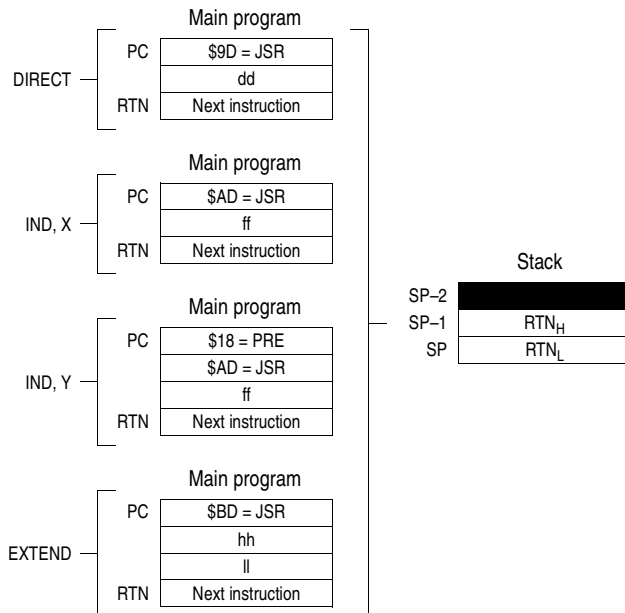 Main program
PC $9D = JSR
DIRECT dd
RTN Next instruction
Main program
PC $AD = JSR
IND, X ff
RTN Next instruction
Main program
PC $18 = PRE
$AD = JSR
IND, Y ff
RTN Next instruction
Main program
PC $BD = JSR
hh
EXTEND ll
RTN Next instruction
Stack
SP–2
SP–1 RTNH
SP RTNL